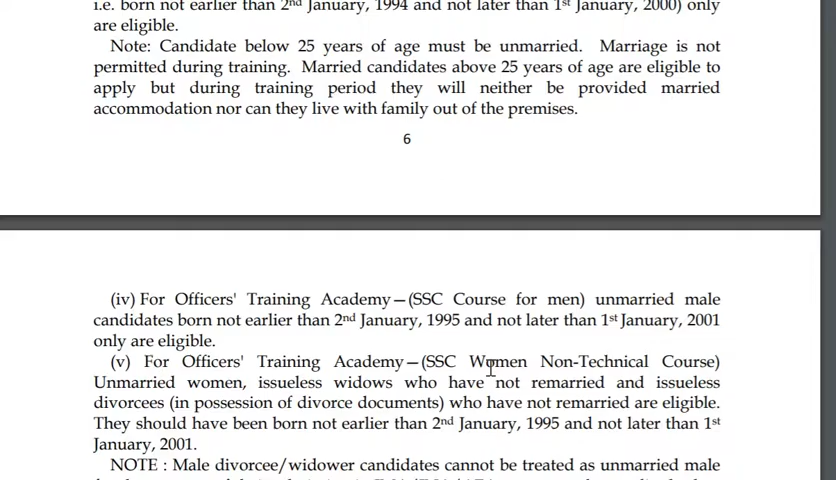 i.e. born not earlier than 2nd January, 1994 and not later than 1st January, 2000) only
are eligible.
Note: Candidate below 25 years of age must be unmarried. Marriage is not
permitted during training. Married candidates above 25 years of age are eligible to
apply but during training period they will neither be provided married
accommodation nor can they live with family out of the premises.
6
(iv) For Officers' Training Academy—(SSC Course for men) unmarried male
candidates born not earlier than 2nd January, 1995 and not later than 1st January, 2001
only are eligible.
(v) For Officers' Training Academy—(SSC Women Non-Technical Course)
Unmarried women, issueless widows who have not remarried and issueless
divorcees (in possession of divorce documents) who have not remarried are eligible.
They should have been born not earlier than 2nd January, 1995 and not later than 1st
January, 2001.
NOTE : Male divorcee/widower candidates cannot be treated as unmarried male